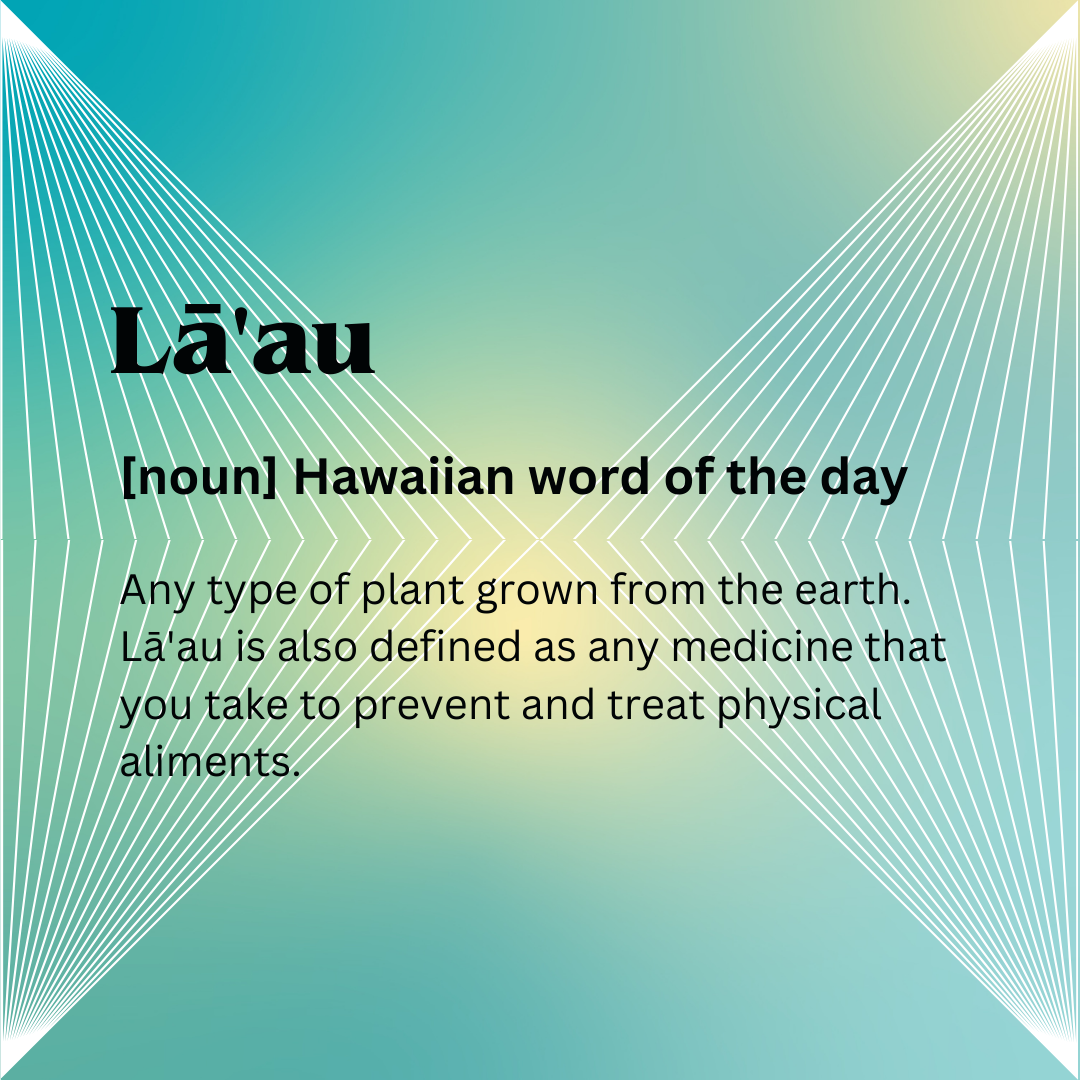 Lā'au
[noun] Hawaiian word of the day
Any type of plant grown from the earth.
Lā'au is also defined as any medicine that
you take to prevent and treat physical
aliments.